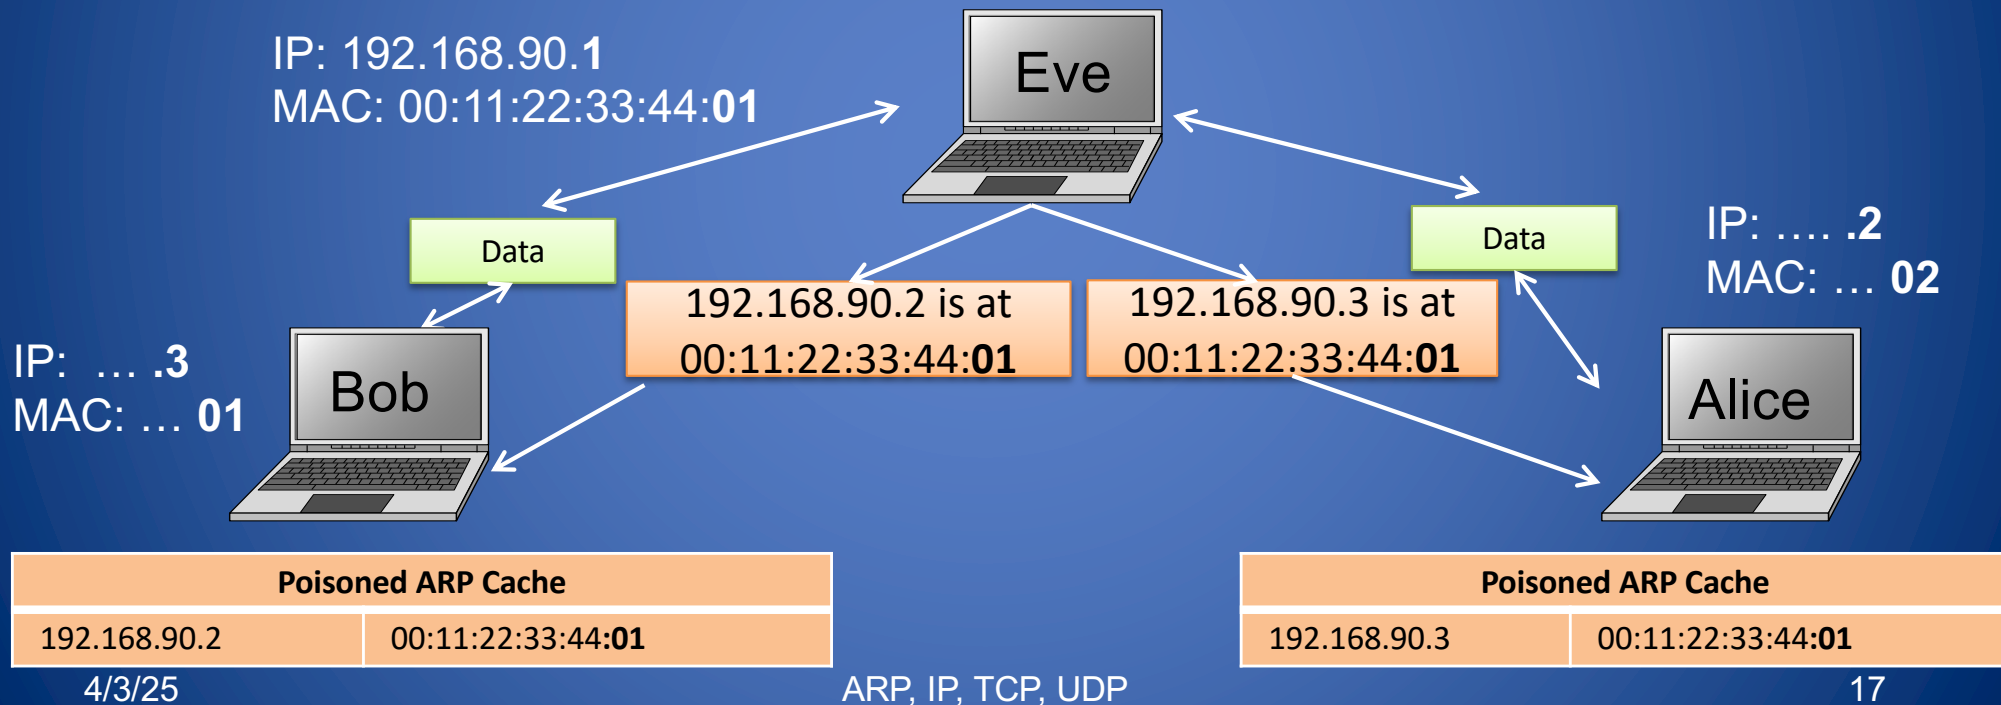 IP: 192.168.90.1
MAC: 00:11:22:33:44:01
Eve
Data
Data
IP: …. .2
MAC: … 02
192.168.90.2 is at
00:11:22:33:44:01
192.168.90.3 is at
00:11:22:33:44:01
IP: … .3
MAC: … 01
Bob
Alice
Poisoned ARP Cache
192.168.90.2 00:11:22:33:44:01
Poisoned ARP Cache
192.168.90.3 00:11:22:33:44:01
4/3/25
ARP, IP, TCP, UDP
17